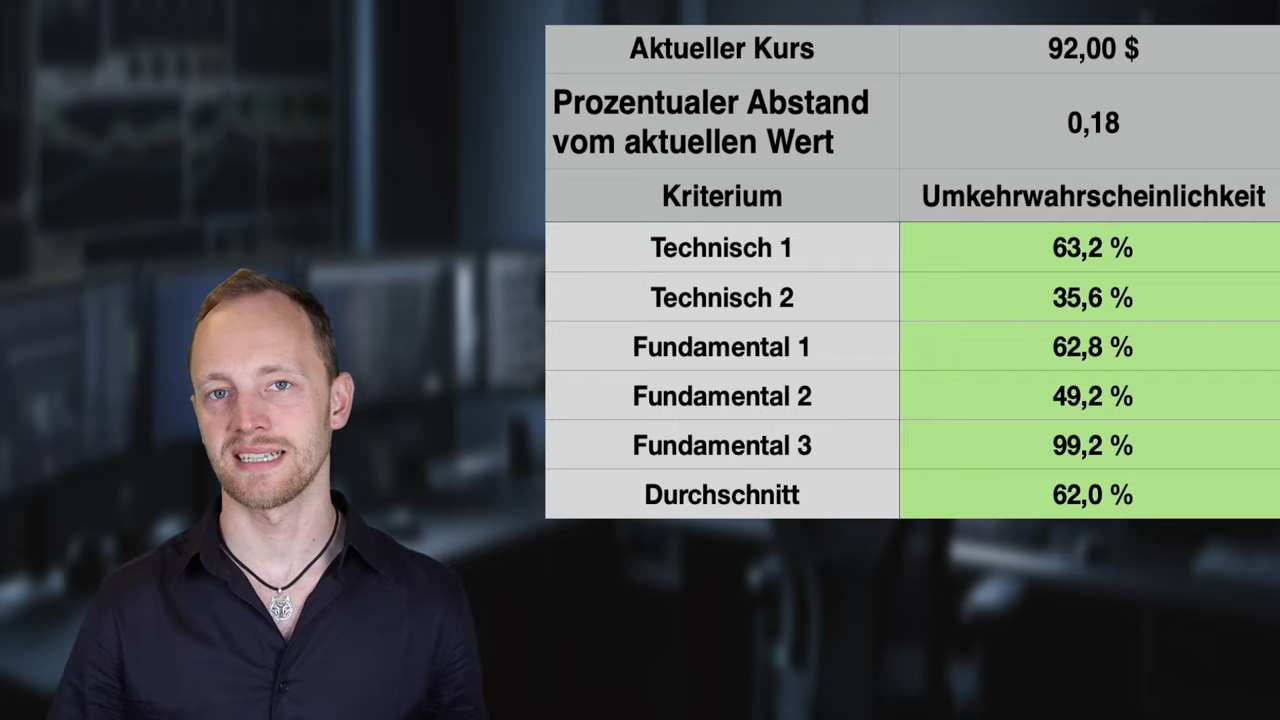 Aktueller Kurs 92,00 $
Prozentualer Abstand
vom aktuellen Wert 0,18
Kriterium Umkehrwahrscheinlichkeit
Technisch 1 63,2 %
Technisch 2 35,6 %
Fundamental 1 62,8 %
Fundamental 2 49,2 %
Fundamental 3 99,2 %
Durchschnitt 62,0 %